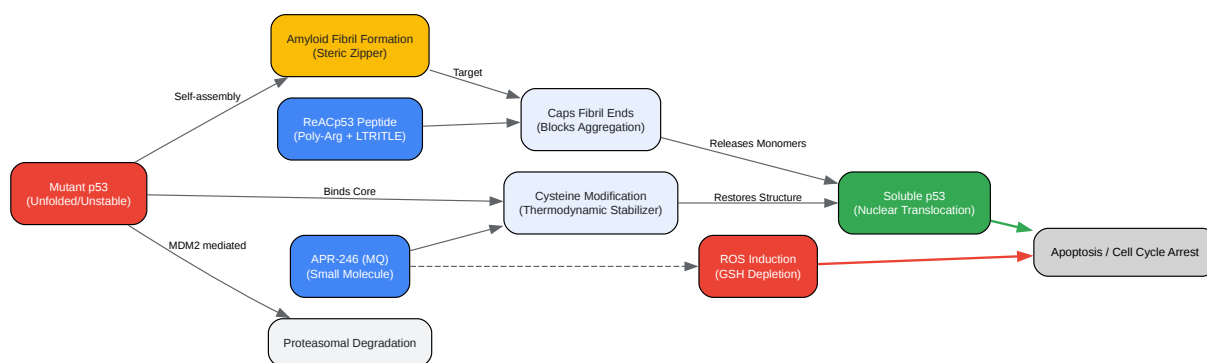 Amyloid Fibril Formation
(Steric Zipper)
Target
Self-assembly
ReACp53 Peptide
(Poly-Arg + LTRITLE)
Caps Fibril Ends
(Blocks Aggregation)
Releases Monomers
Mutant p53
(Unfolded/Unstable)
Binds Core
Cysteine Modification
(Thermodynamic Stabilizer)
Restores Structure
Soluble p53
(Nuclear Translocation)
MDM2 mediated
APR-246 (MQ)
(Small Molecule)
ROS Induction
(GSH Depletion)
Apoptosis / Cell Cycle Arrest
Proteasomal Degradation